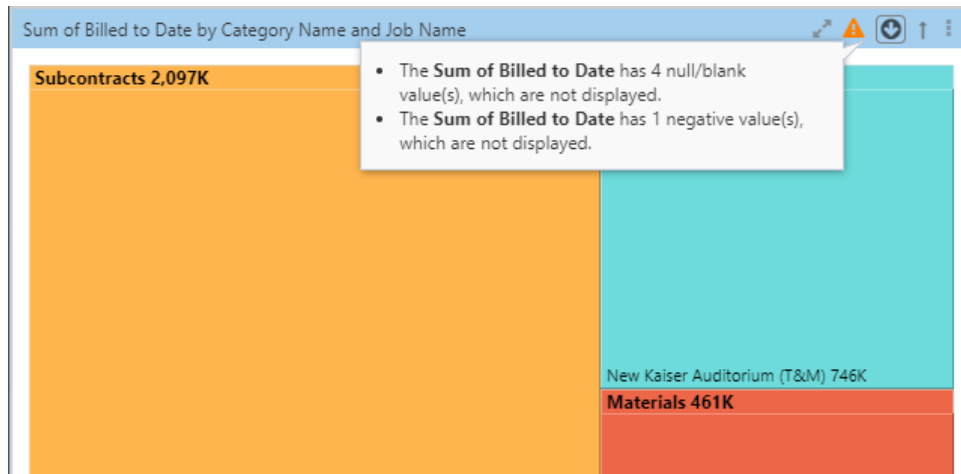 Sum of Billed to Date by Category Name and Job Name
Subcontracts 2,097K
• The Sum of Billed to Date has 4 null/blank
value(s), which are not displayed.
• The Sum of Billed to Date has 1 negative value(s),
which are not displayed.
New Kaiser Auditorium (T&M) 746K
Materials 461K